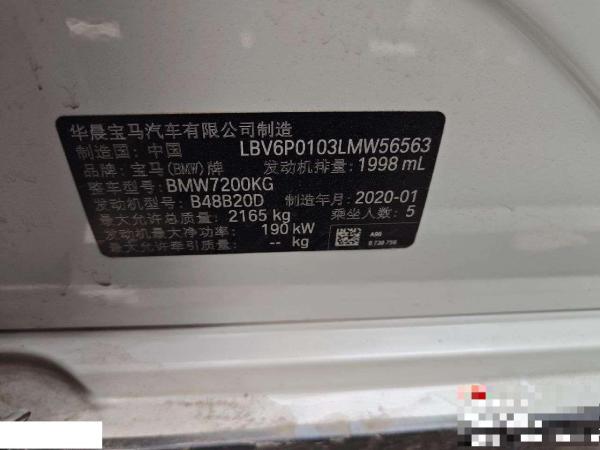 华晨宝马汽车有限公司制造
制造国: 中国 LBV6P0103LMW56563
品牌: 宝马(BMW)牌 发动机排量: 1998 mL
整车型号: BMW7200KG
发动机型号: B48B20D 制造年月: 2020-01
最大允许总质量: 2165 kg 乘坐人数: 5
发动机最大净功率: 190 kW
最大允许牵引质量: -- kg